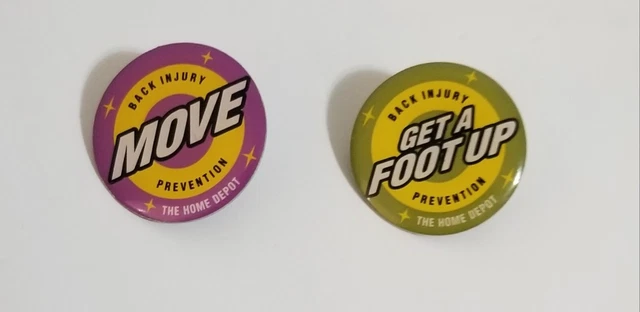 BACK INJURY
MOVE
PREVENTION
THE HOME DEPOT
BACK INJURY
GET A
FOOT UP
PREVENTION
THE HOME DEPOT